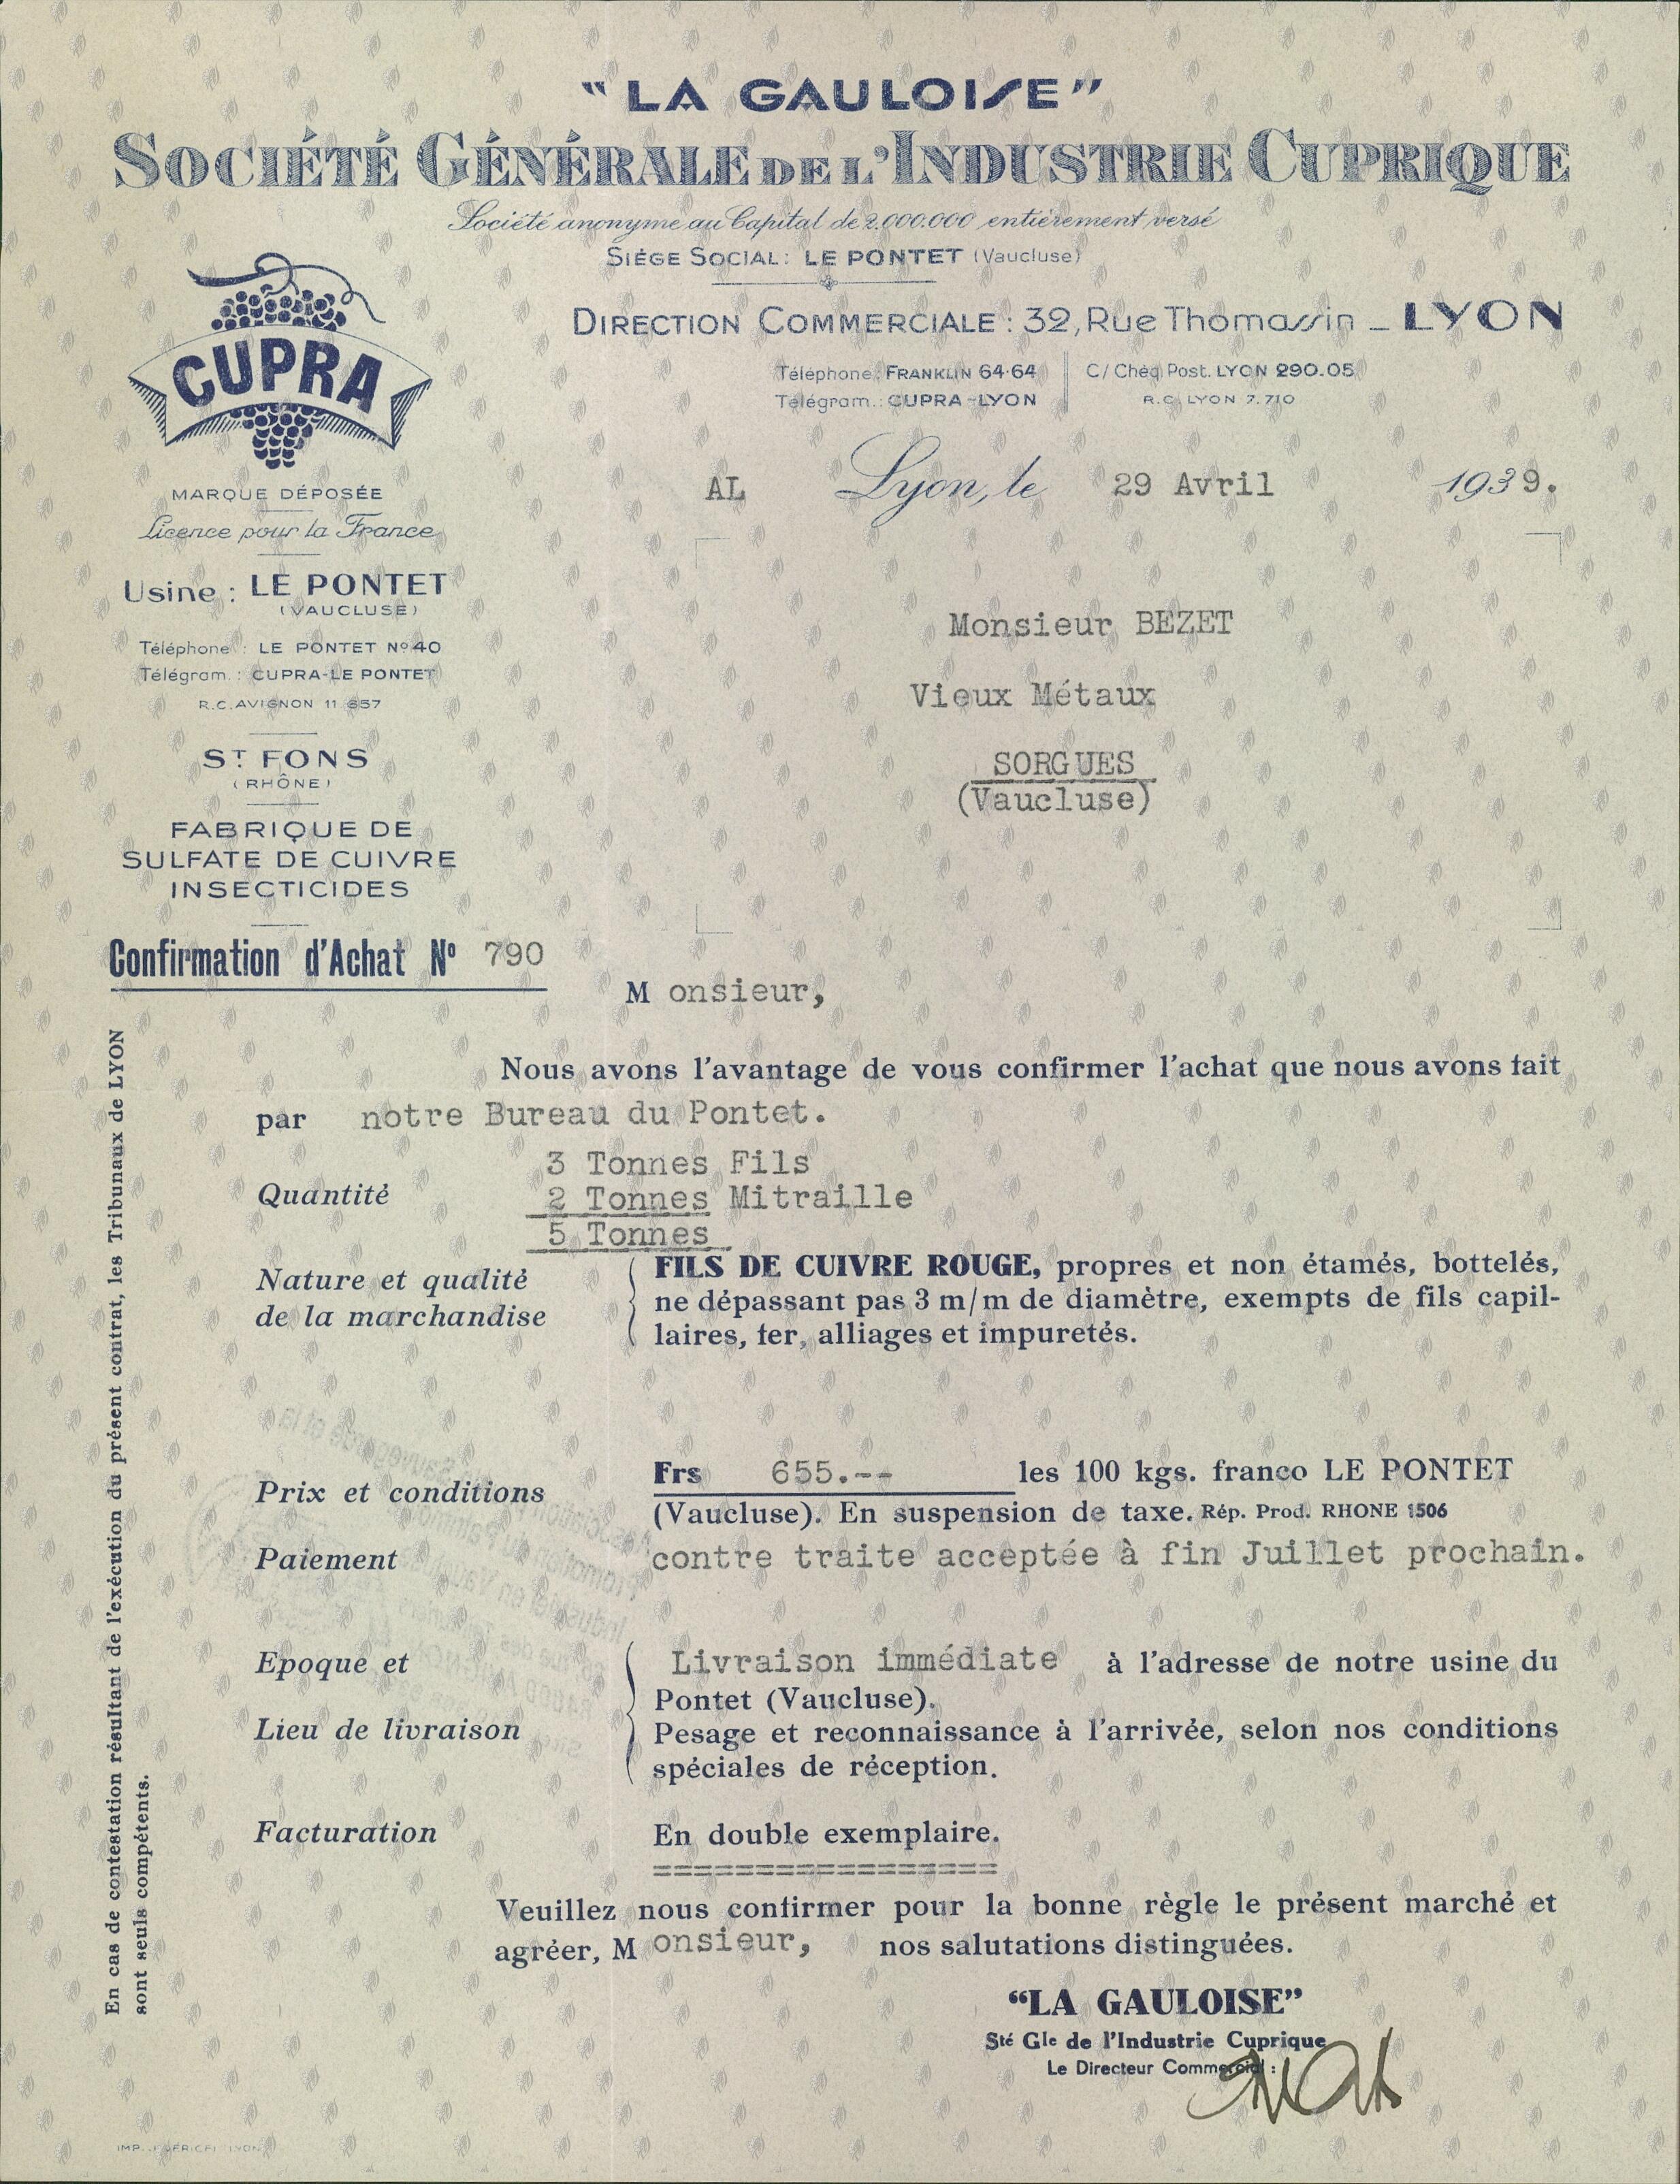 "LA GAULOISE"
SOCIÉTÉ GÉNÉRALE DE L'INDUSTRIE CUPRIQUE
Société anonyme au Capital de 2.000.000 entièrement versé
SIÈGE SOCIAL: LE PONTET (Vaucluse)
DIRECTION COMMERCIALE : 32, Rue Thomassin _ LYON
Téléphone: FRANKLIN 64-64
Télégram.: CUPRA-LYON
C/ Chèq. Post. LYON 290.05
R.C. LYON 7.710
CUPRA
MARQUE DÉPOSÉE
Licence pour la France
Usine : LE PONTET
(VAUCLUSE)
Téléphone : LE PONTET Nº 40
Télégram. : CUPRA-LE PONTET
R.C. AVIGNON 11 657
ST FONS
(RHÔNE)
FABRIQUE DE
SULFATE DE CUIVRE
INSECTICIDES
AL Lyon, le 29 Avril 1939.
Monsieur BEZET
Vieux Métaux
SORGUES
(Vaucluse)
Confirmation d'Achat Nº 790
M onsieur,
Nous avons l'avantage de vous confirmer l'achat que nous avons fait
par notre Bureau du Pontet.
3 Tonnes Fils
Quantité 2 Tonnes Mitraille
5 Tonnes
Nature et qualité
de la marchandise
FILS DE CUIVRE ROUGE, propres et non étamés, bottelés,
ne dépassant pas 3 m/m de diamètre, exempts de fils capil-
laires, fer, alliages et impuretés.
Prix et conditions
Frs 655.-- les 100 kgs. franco LE PONTET
(Vaucluse). En suspension de taxe. Rép. Prod. RHONE 1506
Paiement contre traite acceptée à fin Juillet prochain.
Epoque et
Lieu de livraison
Livraison immédiate à l'adresse de notre usine du
Pontet (Vaucluse).
Pesage et reconnaissance à l'arrivée, selon nos conditions
spéciales de réception.
Facturation En double exemplaire.
=================
Veuillez nous confirmer pour la bonne règle le présent marché et
agréer, M onsieur, nos salutations distinguées.
"LA GAULOISE"
Sté Gle de l'Industrie Cuprique
Le Directeur Commercial :
En cas de contestation résultant de l'exécution du présent contrat, les Tribunaux de LYON
sont seuls compétents.